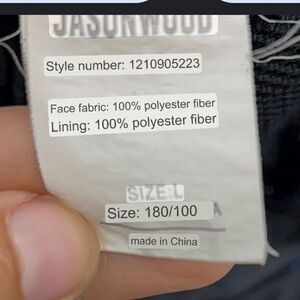 JASONWOOD
Style number: 1210905223
Face fabric: 100% polyester fiber
Lining: 100% polyester fiber
SIZE:L
Size: 180/100 A
made in China